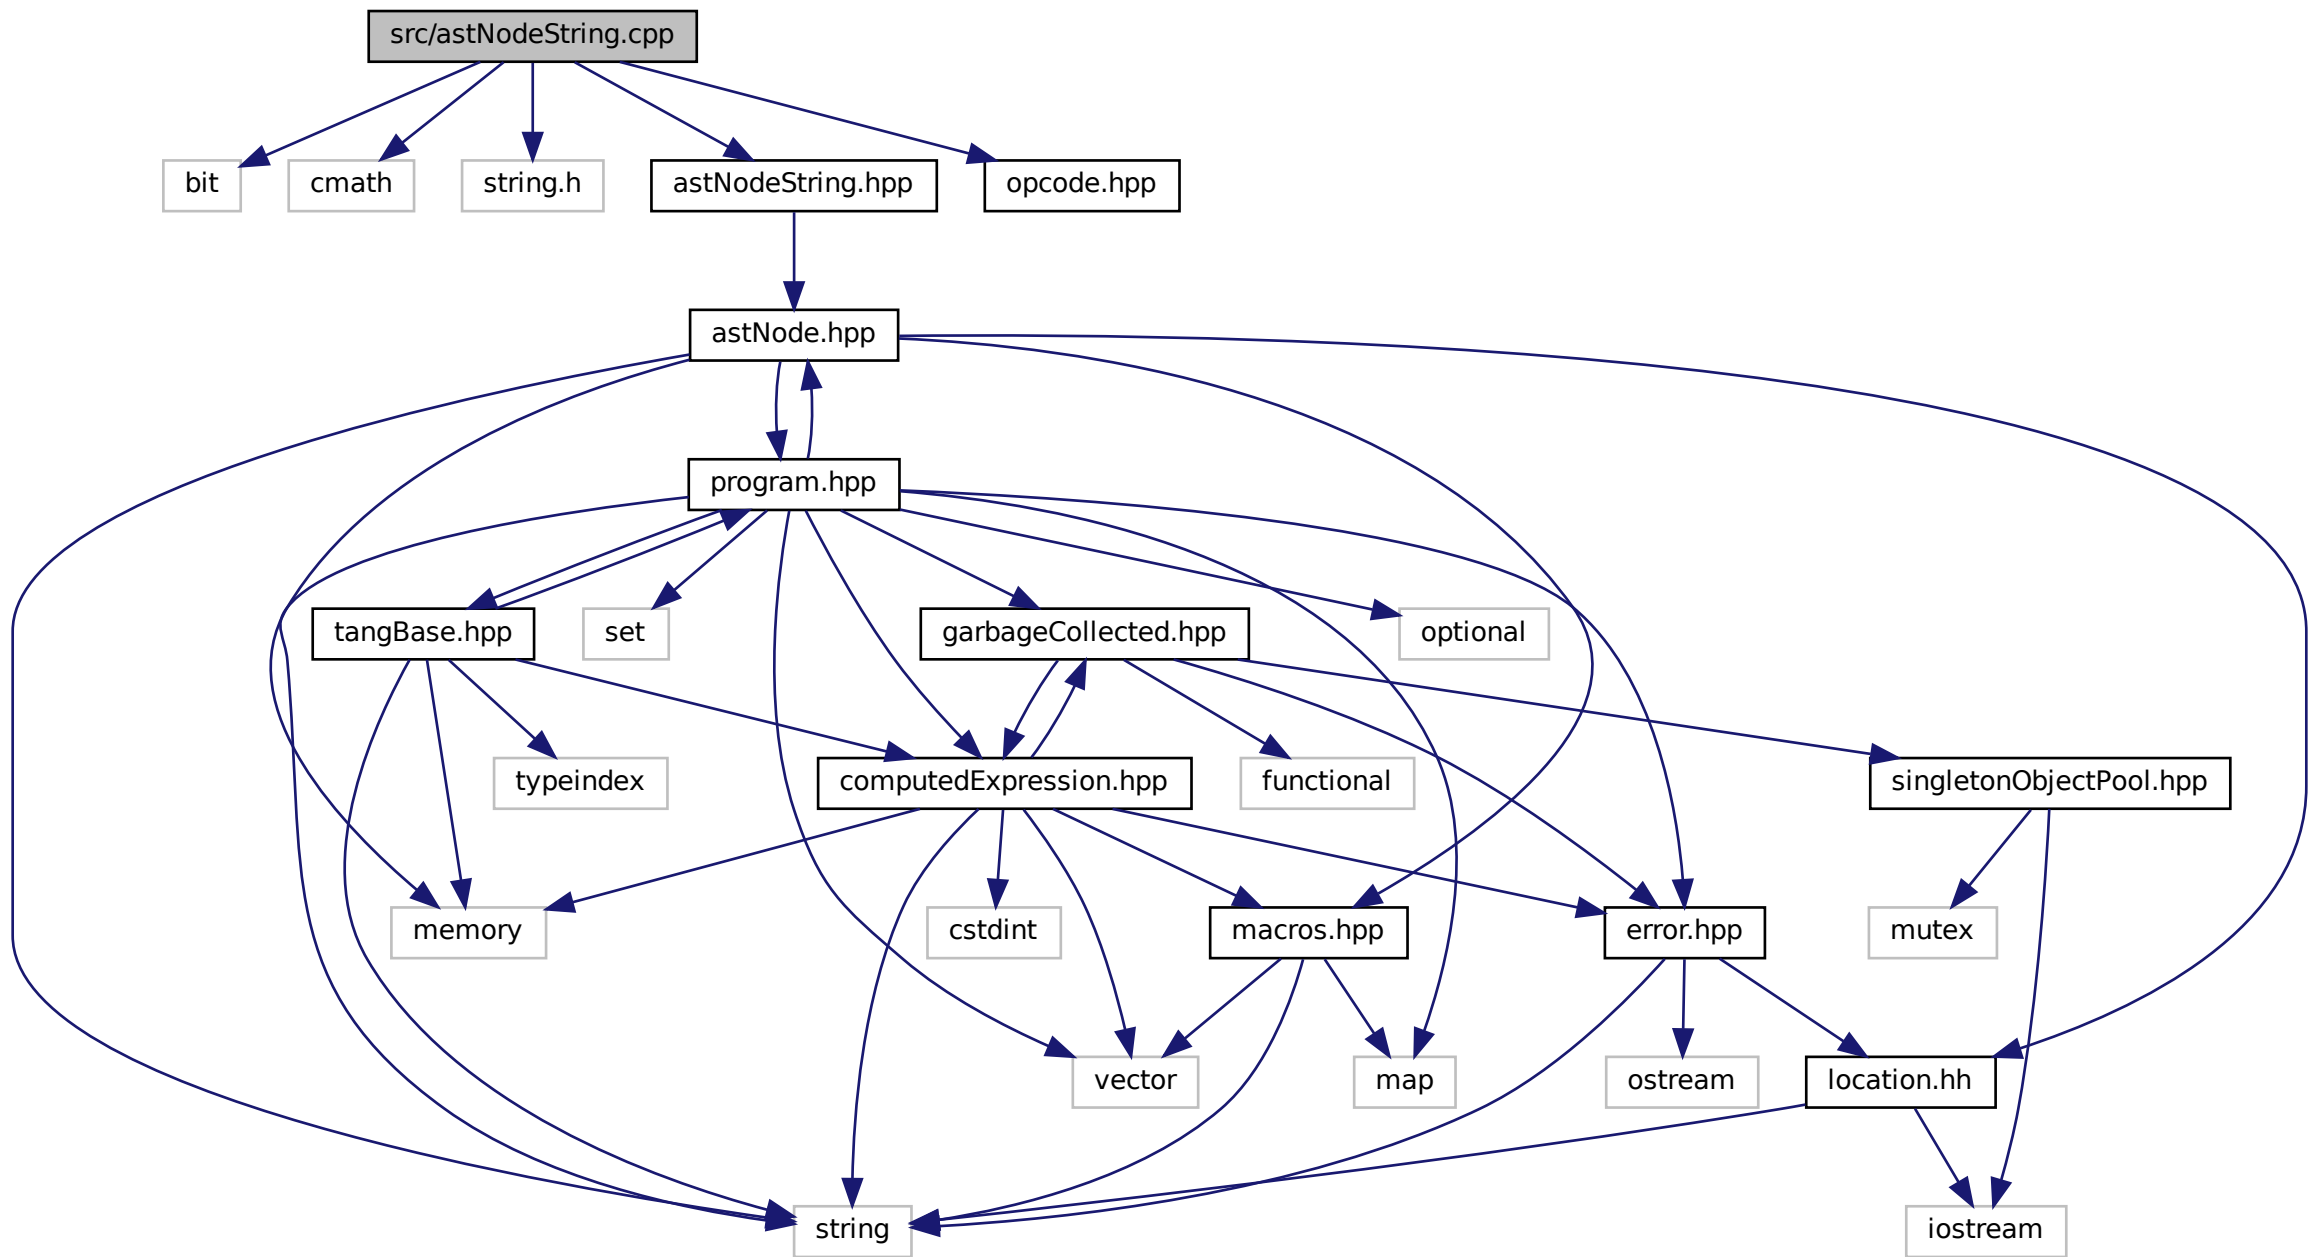 src/astNodeString.cpp
bit
cmath
string.h
astNodeString.hpp
opcode.hpp
astNode.hpp
program.hpp
tangBase.hpp
set
garbageCollected.hpp
optional
typeindex
computedExpression.hpp
functional
singletonObjectPool.hpp
memory
cstdint
macros.hpp
error.hpp
mutex
vector
map
ostream
location.hh
string
iostream